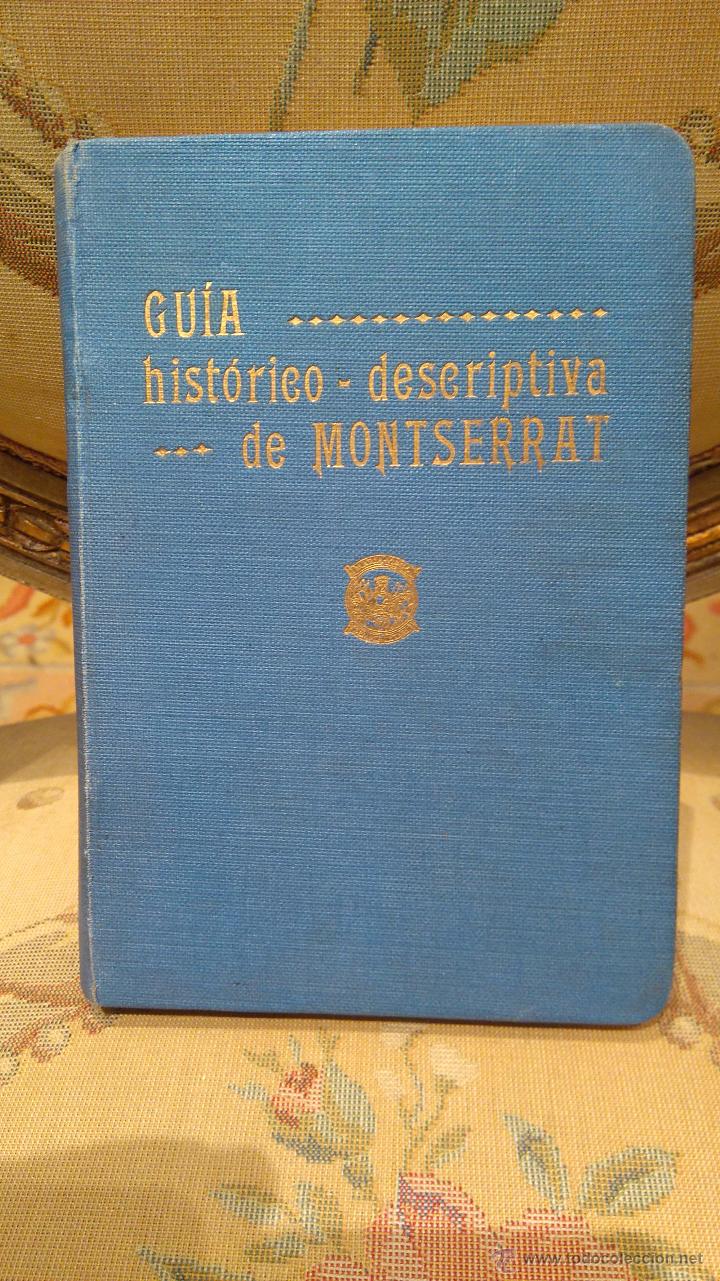 GUÍA
histórico - descriptiva
de MONTSERRAT
www.todocoleccion.net